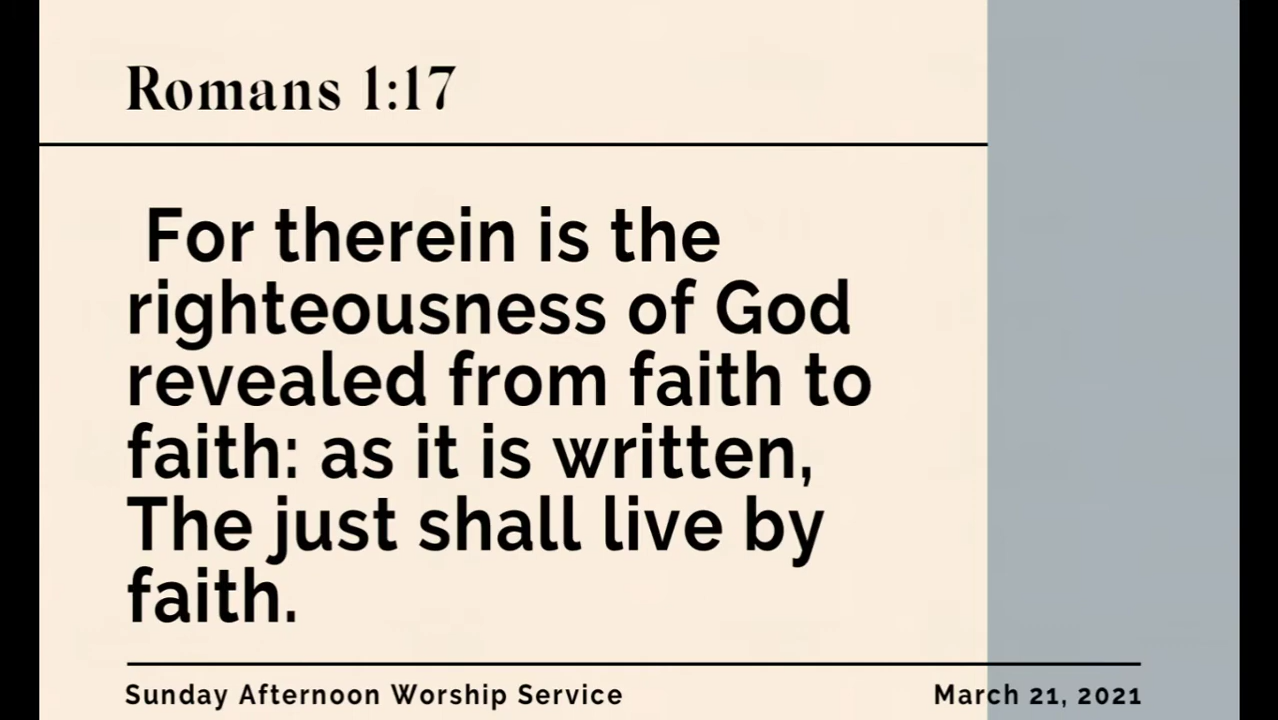 Romans 1:17
For therein is the
righteousness of God
revealed from faith to
faith: as it is written,
The just shall live by
faith.
Sunday Afternoon Worship Service
March 21, 2021